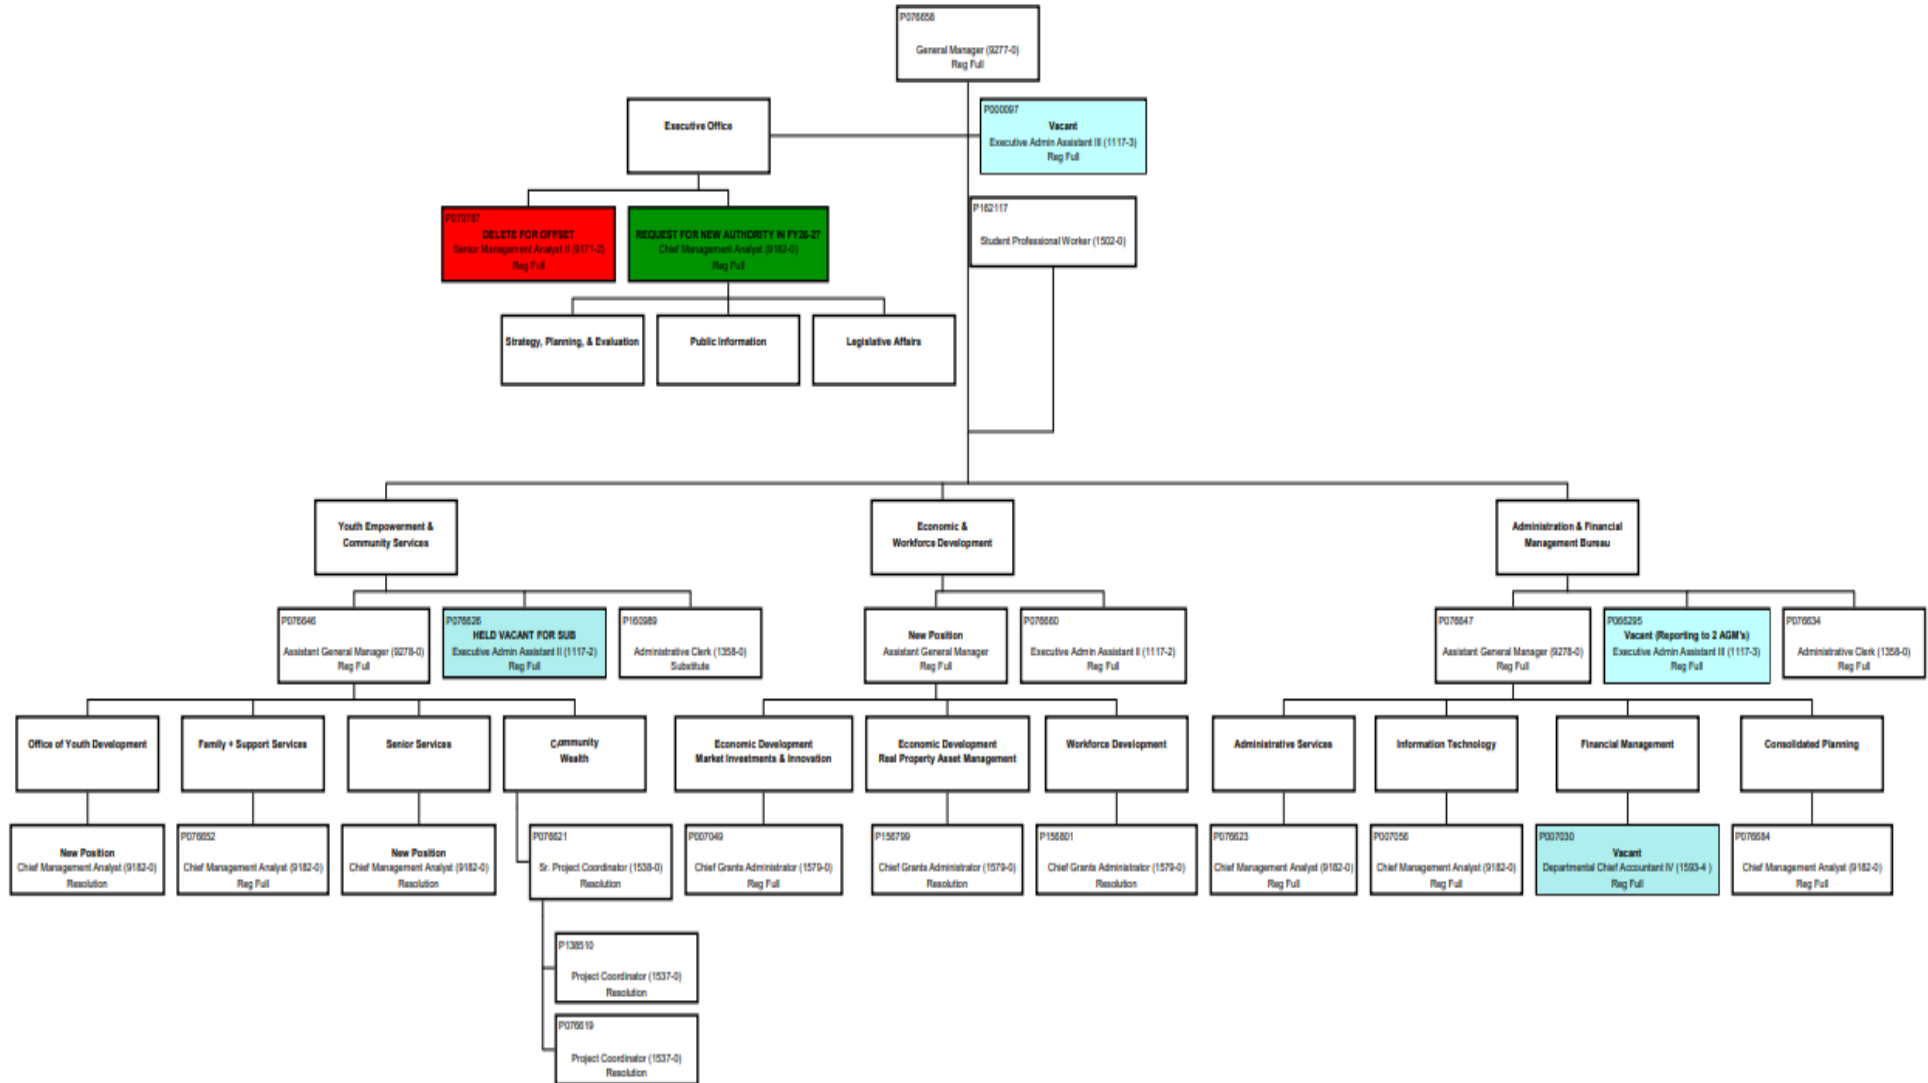 P076658
General Manager (9277-0)
Reg Full
Executive Office
P000097
Vacant
Executive Admin Assistant III (1117-3)
Reg Full
P162117
Student Professional Worker (1502-0)
P079787
DELETE FOR OFFSET
Senior Management Analyst II (9171-2)
Reg Full
REQUEST FOR NEW AUTHORITY IN FY26-27
Chief Management Analyst (9182-0)
Reg Full
Strategy, Planning, & Evaluation
Public Information
Legislative Affairs
Youth Empowerment &
Community Services
Economic &
Workforce Development
Administration & Financial
Management Bureau
P076646
Assistant General Manager (9278-0)
Reg Full
P076626
HELD VACANT FOR SUB
Executive Admin Assistant II (1117-2)
Reg Full
P160989
Administrative Clerk (1358-0)
Substitute
New Position
Assistant General Manager
Reg Full
P076660
Executive Admin Assistant II (1117-2)
Reg Full
P076647
Assistant General Manager (9278-0)
Reg Full
P066295
Vacant (Reporting to 2 AGM's)
Executive Admin Assistant III (1117-3)
Reg Full
P076634
Administrative Clerk (1358-0)
Reg Full
Office of Youth Development
Family + Support Services
Senior Services
Community
Wealth
Economic Development
Market Investments & Innovation
Economic Development
Real Property Asset Management
Workforce Development
Administrative Services
Information Technology
Financial Management
Consolidated Planning
New Position
Chief Management Analyst (9182-0)
Resolution
P076652
Chief Management Analyst (9182-0)
Reg Full
New Position
Chief Management Analyst (9182-0)
Resolution
P076621
Sr. Project Coordinator (1538-0)
Resolution
P007049
Chief Grants Administrator (1579-0)
Reg Full
P156799
Chief Grants Administrator (1579-0)
Resolution
P156801
Chief Grants Administrator (1579-0)
Resolution
P076623
Chief Management Analyst (9182-0)
Reg Full
P007056
Chief Management Analyst (9182-0)
Reg Full
P007030
Vacant
Departmental Chief Accountant IV (1593-4 )
Reg Full
P076684
Chief Management Analyst (9182-0)
Reg Full
P138510
Project Coordinator (1537-0)
Resolution
P076619
Project Coordinator (1537-0)
Resolution